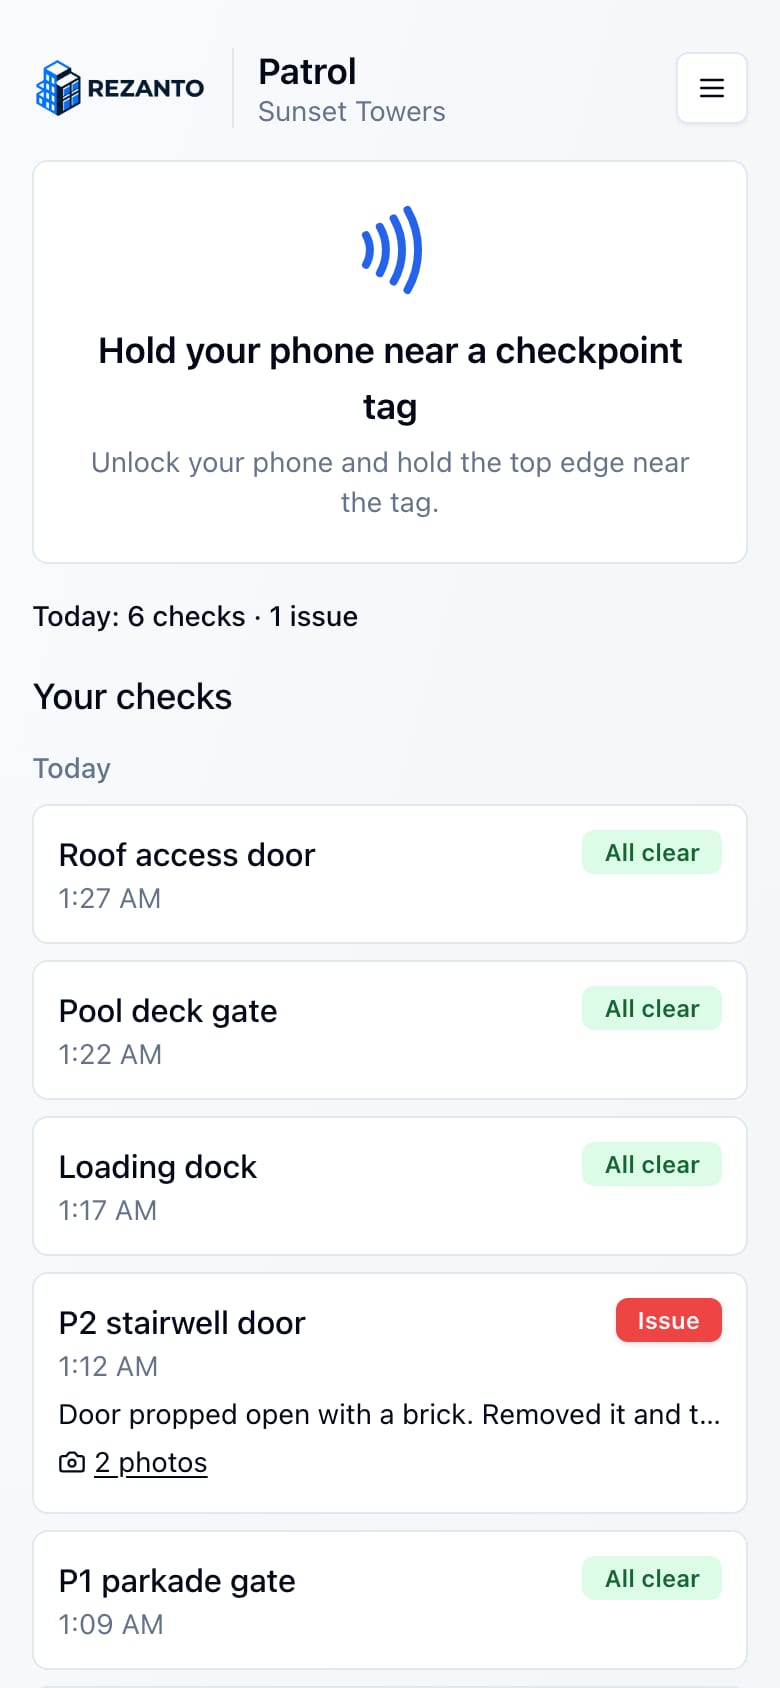 REZANTO
Patrol
Sunset Towers
Hold your phone near a checkpoint
tag
Unlock your phone and hold the top edge near
the tag.
Today: 6 checks · 1 issue
Your checks
Today
Roof access door
All clear
1:27 AM
Pool deck gate
All clear
1:22 AM
Loading dock
All clear
1:17 AM
P2 stairwell door
Issue
1:12 AM
Door propped open with a brick. Removed it and t...
2 photos
P1 parkade gate
All clear
1:09 AM